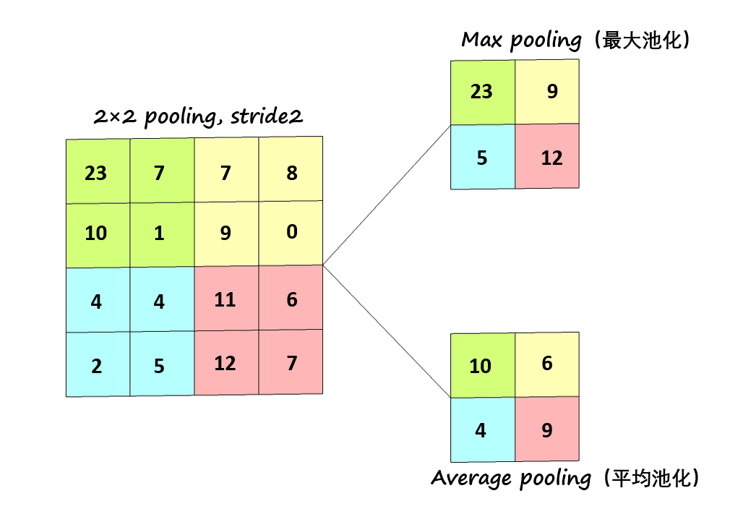 Max pooling（最大池化）
23 9
5 12
2×2 pooling, stride2
23 7 7 8
10 1 9 0
4 4 11 6
2 5 12 7
10 6
4 9
Average pooling（平均池化）